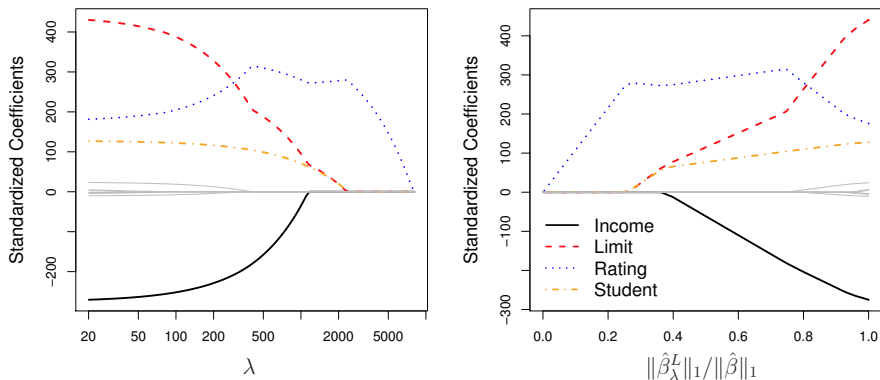 Standardized Coefficients
400
300
200
100
0
-200
20 50 100 200 500 2000 5000
λ
Standardized Coefficients
400
300
200
100
0
-100
-300
0.0 0.2 0.4 0.6 0.8 1.0
Income
Limit
Rating
Student
‖β̂λᴸ‖₁/‖β̂‖₁